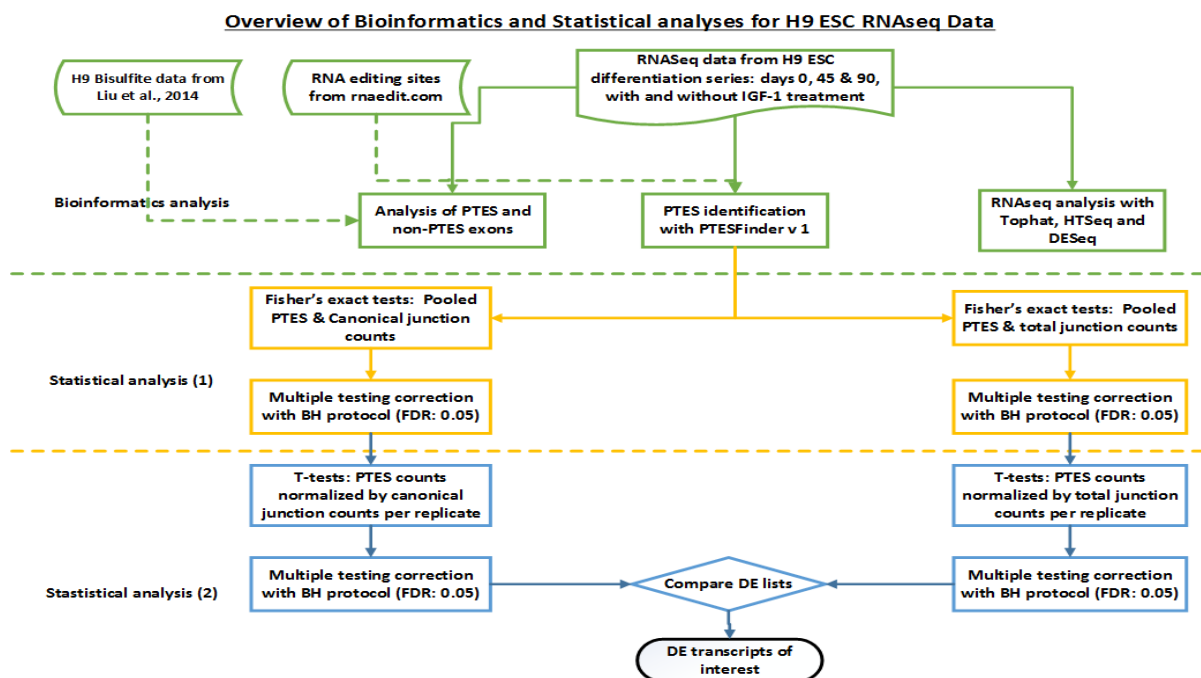 Overview of Bioinformatics and Statistical analyses for H9 ESC RNAseq Data
H9 Bisulfite data from
Liu et al., 2014
RNA editing sites
from rnaedit.com
RNASeq data from H9 ESC
differentiation series: days 0, 45 & 90,
with and without IGF-1 treatment
Bioinformatics analysis
Analysis of PTES and
non-PTES exons
PTES identification
with PTESFinder v 1
RNAseq analysis with
Tophat, HTSeq and
DESeq
Fisher's exact tests: Pooled
PTES & Canonical junction
counts
Fisher's exact tests: Pooled
PTES & total junction counts
Statistical analysis (1)
Multiple testing correction
with BH protocol (FDR: 0.05)
Multiple testing correction
with BH protocol (FDR: 0.05)
T-tests: PTES counts
normalized by canonical
junction counts per replicate
T-tests: PTES counts
normalized by total junction
counts per replicate
Stastistical analysis (2)
Multiple testing correction
with BH protocol (FDR: 0.05)
Compare DE lists
Multiple testing correction
with BH protocol (FDR: 0.05)
DE transcripts of
interest